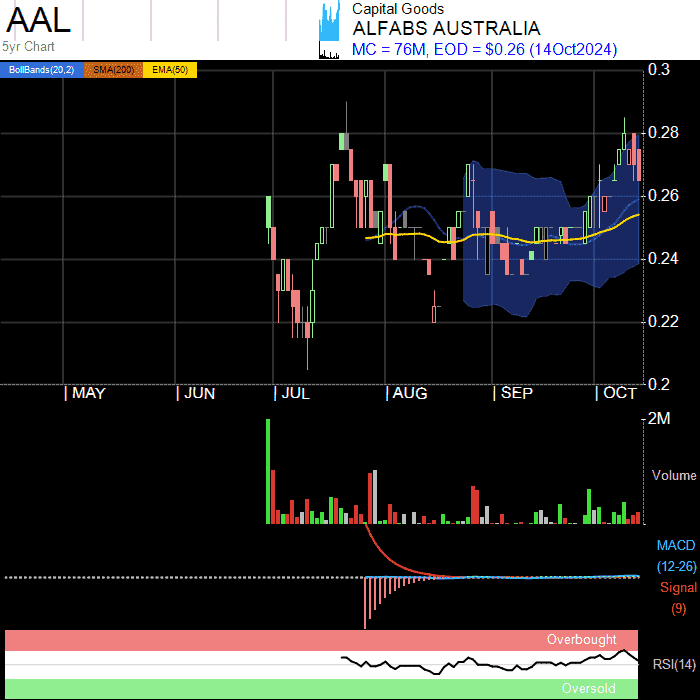 AAL
5yr Chart
Capital Goods
ALFABS AUSTRALIA
MC = 76M, EOD = $0.26 (14Oct2024)
BollBands(20,2) SMA(200) EMA(50)
0.3
0.28
0.26
0.24
0.22
0.2
MAY JUN JUL AUG SEP OCT
2M
Volume
MACD
(12-26)
Signal
(9)
Overbought
RSI(14)
Oversold